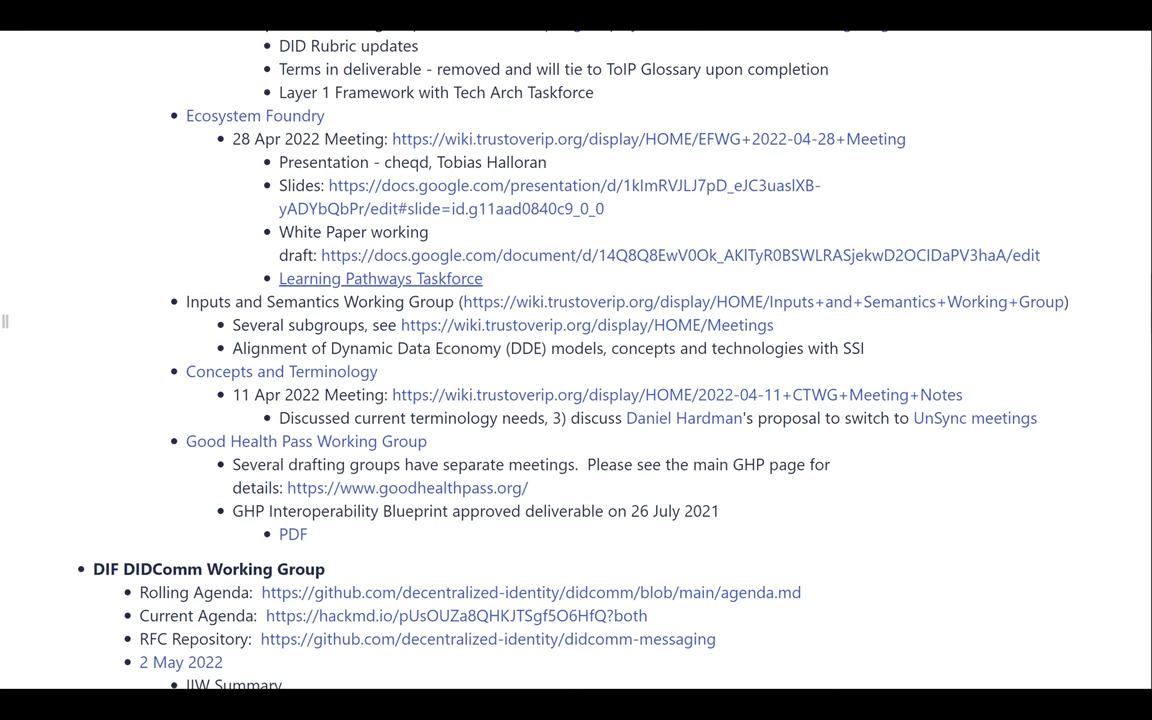 DID Rubric updates
Terms in deliverable - removed and will tie to ToIP Glossary upon completion
Layer 1 Framework with Tech Arch Taskforce
Ecosystem Foundry
28 Apr 2022 Meeting: https://wiki.trustoverip.org/display/HOME/EFWG+2022-04-28+Meeting
Presentation - cheqd, Tobias Halloran
Slides: https://docs.google.com/presentation/d/1klmRVJLJ7pD_eJC3uaslXB-
yADYbQbPr/edit#slide=id.g11aad0840c9_0_0
White Paper working
draft: https://docs.google.com/document/d/14Q8Q8EwV0Ok_AKlTyR0BSWLRASjekwD2OCIDaPV3haA/edit
Learning Pathways Taskforce
Inputs and Semantics Working Group (https://wiki.trustoverip.org/display/HOME/Inputs+and+Semantics+Working+Group)
Several subgroups, see https://wiki.trustoverip.org/display/HOME/Meetings
Alignment of Dynamic Data Economy (DDE) models, concepts and technologies with SSI
Concepts and Terminology
11 Apr 2022 Meeting: https://wiki.trustoverip.org/display/HOME/2022-04-11+CTWG+Meeting+Notes
Discussed current terminology needs, 3) discuss Daniel Hardman's proposal to switch to UnSync meetings
Good Health Pass Working Group
Several drafting groups have separate meetings.  Please see the main GHP page for
details: https://www.goodhealthpass.org/
GHP Interoperability Blueprint approved deliverable on 26 July 2021
PDF
DIF DIDComm Working Group
Rolling Agenda:  https://github.com/decentralized-identity/didcomm/blob/main/agenda.md
Current Agenda:  https://hackmd.io/pUsOUZa8QHKJTSgf5O6HfQ?both
RFC Repository:  https://github.com/decentralized-identity/didcomm-messaging
2 May 2022
IIW Summary